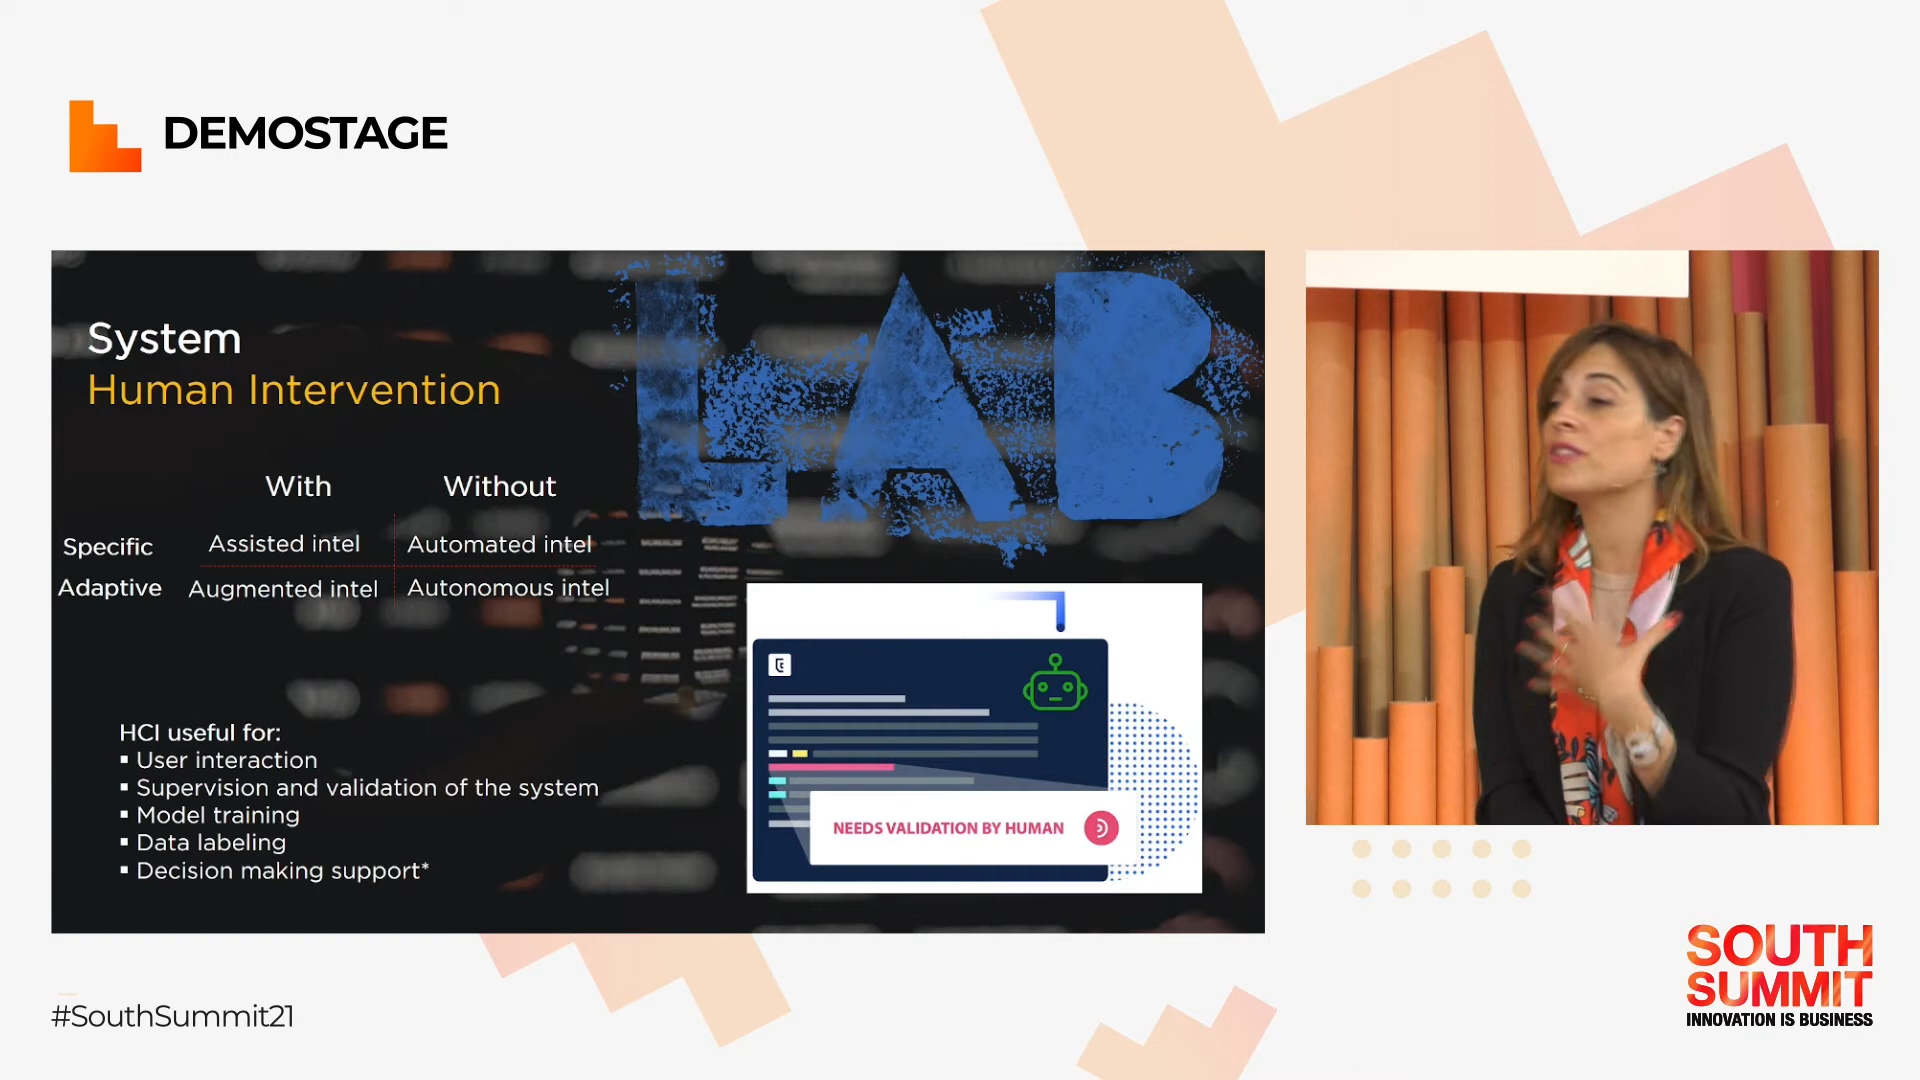 DEMOSTAGE
LAB
System
Human Intervention
With Without
Specific Assisted intel Automated intel
Adaptive Augmented intel Autonomous intel
HCI useful for:
▪ User interaction
▪ Supervision and validation of the system
▪ Model training
▪ Data labeling
▪ Decision making support*
NEEDS VALIDATION BY HUMAN
#SouthSummit21
SOUTH
SUMMIT
INNOVATION IS BUSINESS